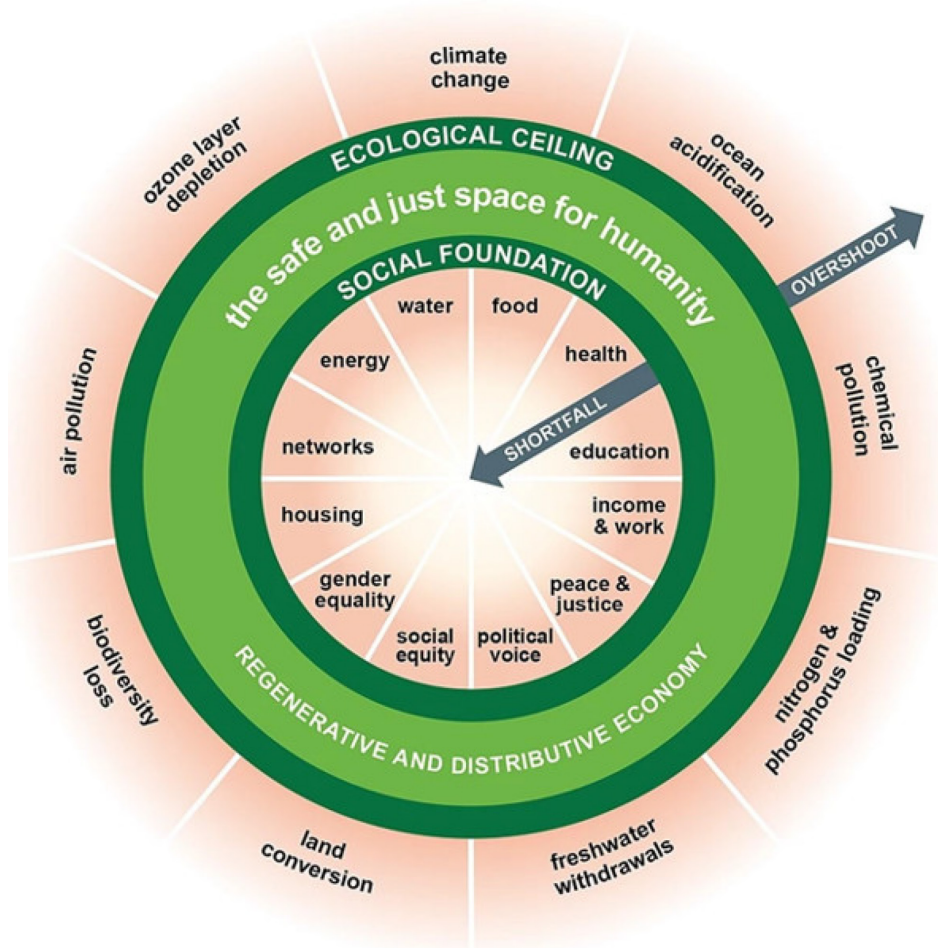 climate
change
ocean
acidification
chemical
pollution
nitrogen &
phosphorus loading
freshwater
withdrawals
land
conversion
biodiversity
loss
air pollution
ozone layer
depletion
OVERSHOOT
ECOLOGICAL CEILING
the safe and just space for humanity
SOCIAL FOUNDATION
water
food
health
SHORTFALL
education
income
& work
peace &
justice
political
voice
social
equity
gender
equality
housing
networks
energy
REGENERATIVE AND DISTRIBUTIVE ECONOMY